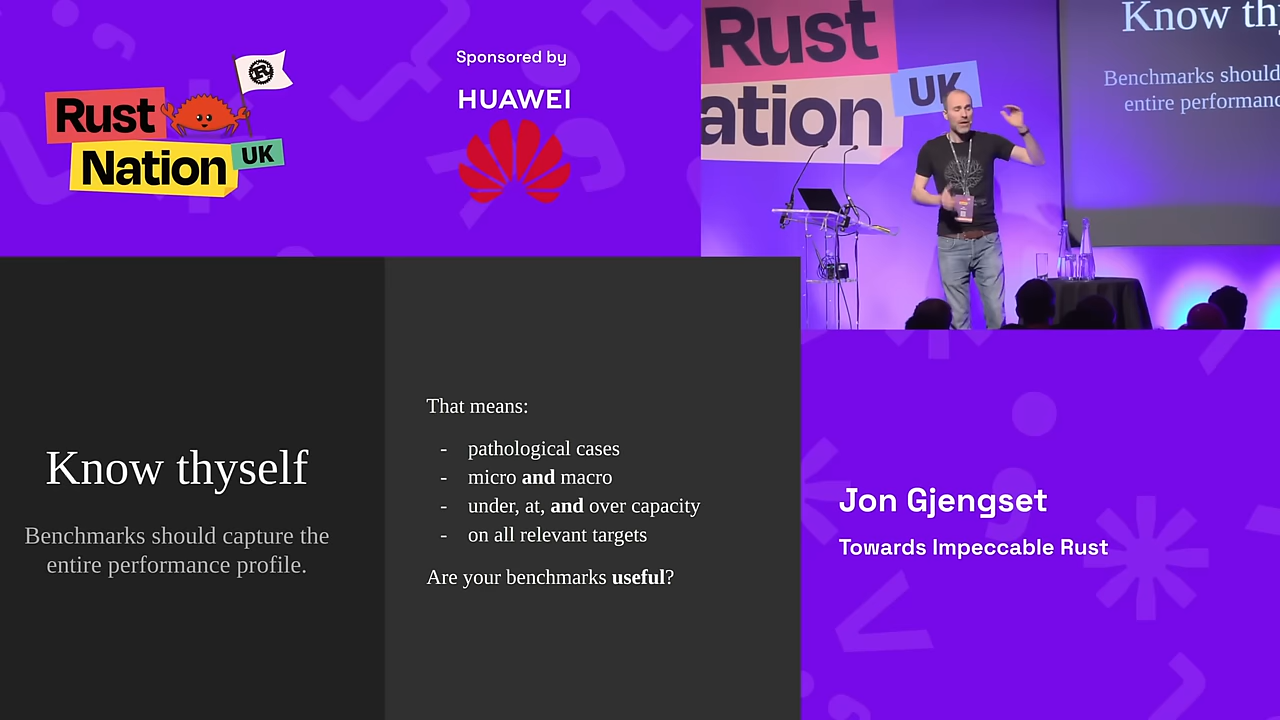 Rust
Nation
UK
Sponsored by
HUAWEI
Rust
ation
UK
Know thy
Benchmarks should
entire performanc
Know thyself
Benchmarks should capture the
entire performance profile.
That means:
- pathological cases
- micro and macro
- under, at, and over capacity
- on all relevant targets
Are your benchmarks useful?
Jon Gjengset
Towards Impeccable Rust